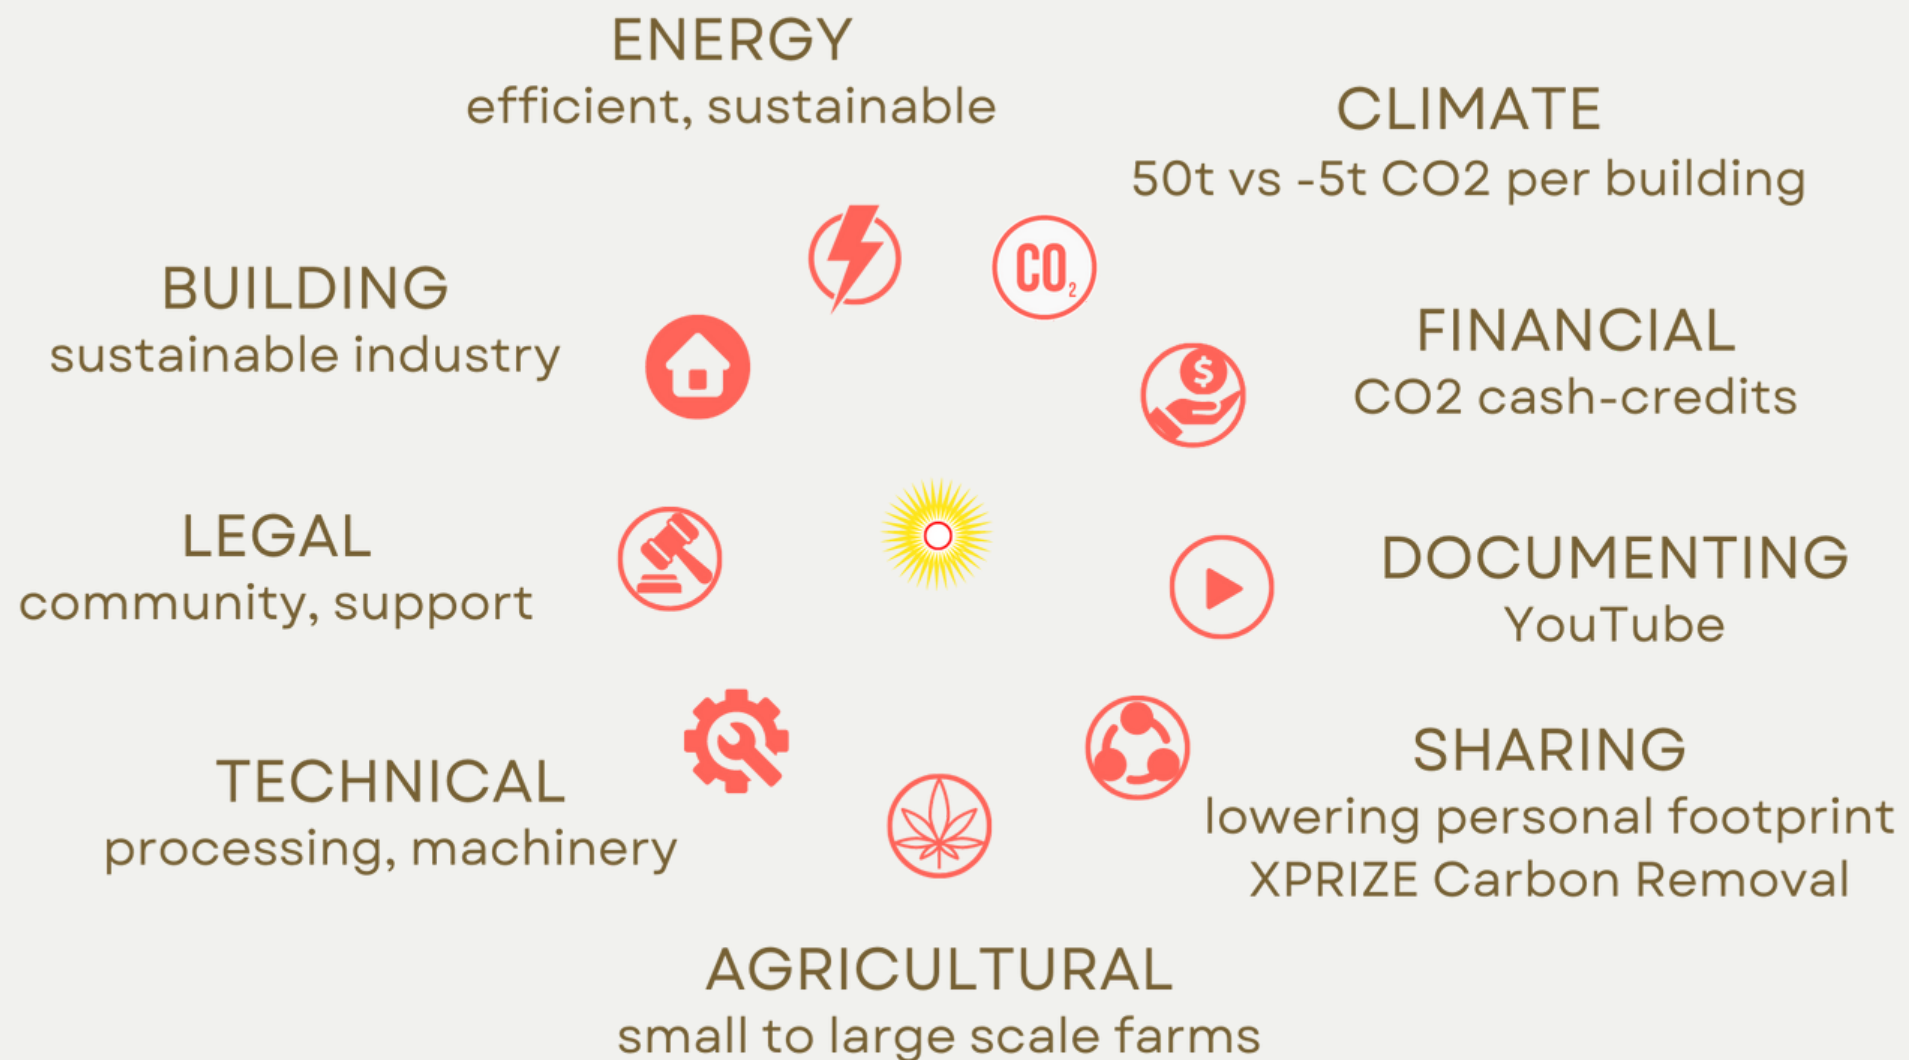 ENERGY
efficient, sustainable
CLIMATE
50t vs -5t CO2 per building
CO2
BUILDING
sustainable industry
FINANCIAL
CO2 cash-credits
$
LEGAL
community, support
DOCUMENTING
YouTube
TECHNICAL
processing, machinery
SHARING
lowering personal footprint
XPRIZE Carbon Removal
AGRICULTURAL
small to large scale farms